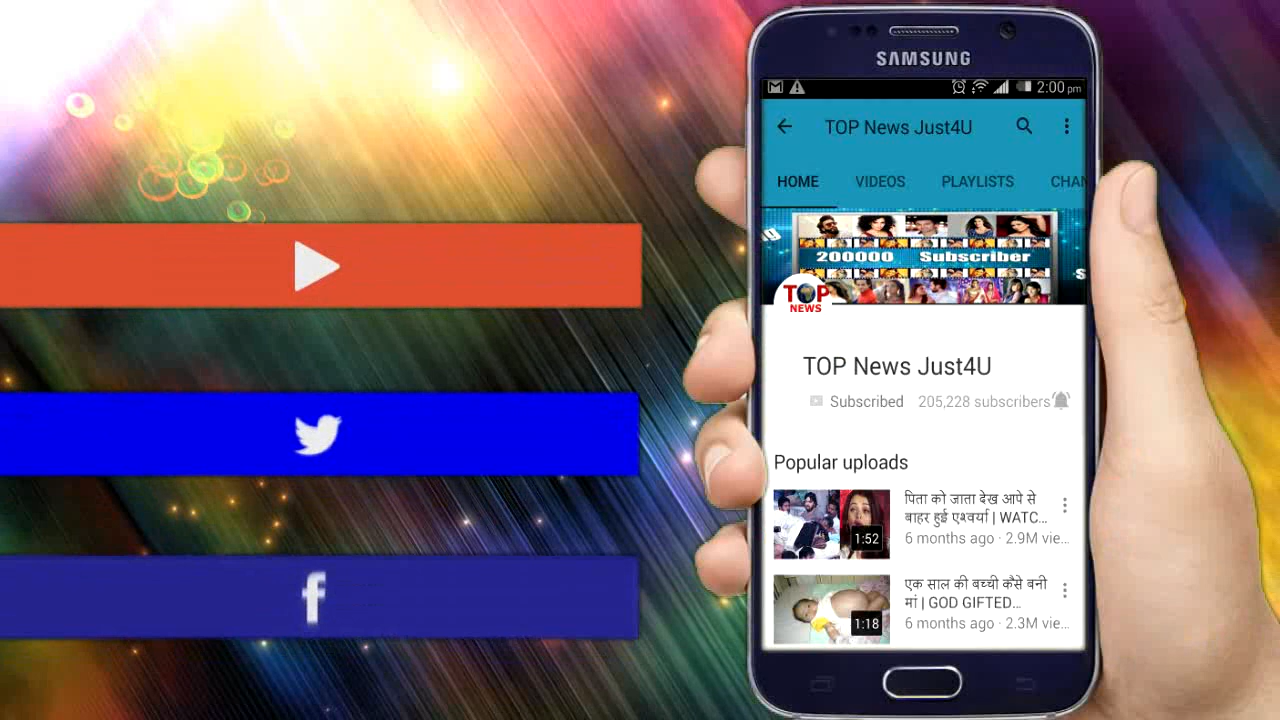 SAMSUNG
2:00 pm
TOP News Just4U
HOME VIDEOS PLAYLISTS CHAN
200000 Subscriber
TOP
NEWS
TOP News Just4U
Subscribed 205,228 subscribers
Popular uploads
पिता को जाता देख आपे से
बाहर हुई एश्वर्या | WATC...
6 months ago · 2.9M vie...
1:52
एक साल की बच्ची कैसे बनी
मां | GOD GIFTED...
6 months ago · 2.3M vie...
1:18